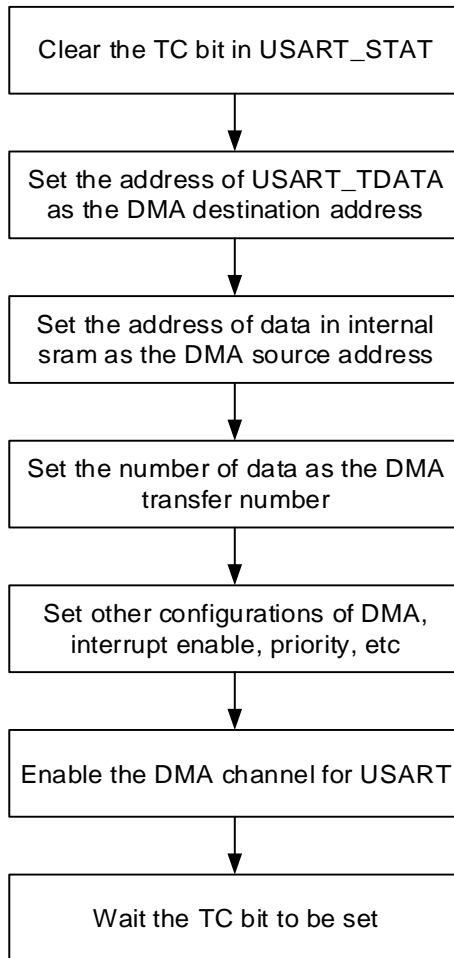 Clear the TC bit in USART_STAT
Set the address of USART_TDATA
as the DMA destination address
Set the address of data in internal
sram as the DMA source address
Set the number of data as the DMA
transfer number
Set other configurations of DMA,
interrupt enable, priority, etc
Enable the DMA channel for USART
Wait the TC bit to be set